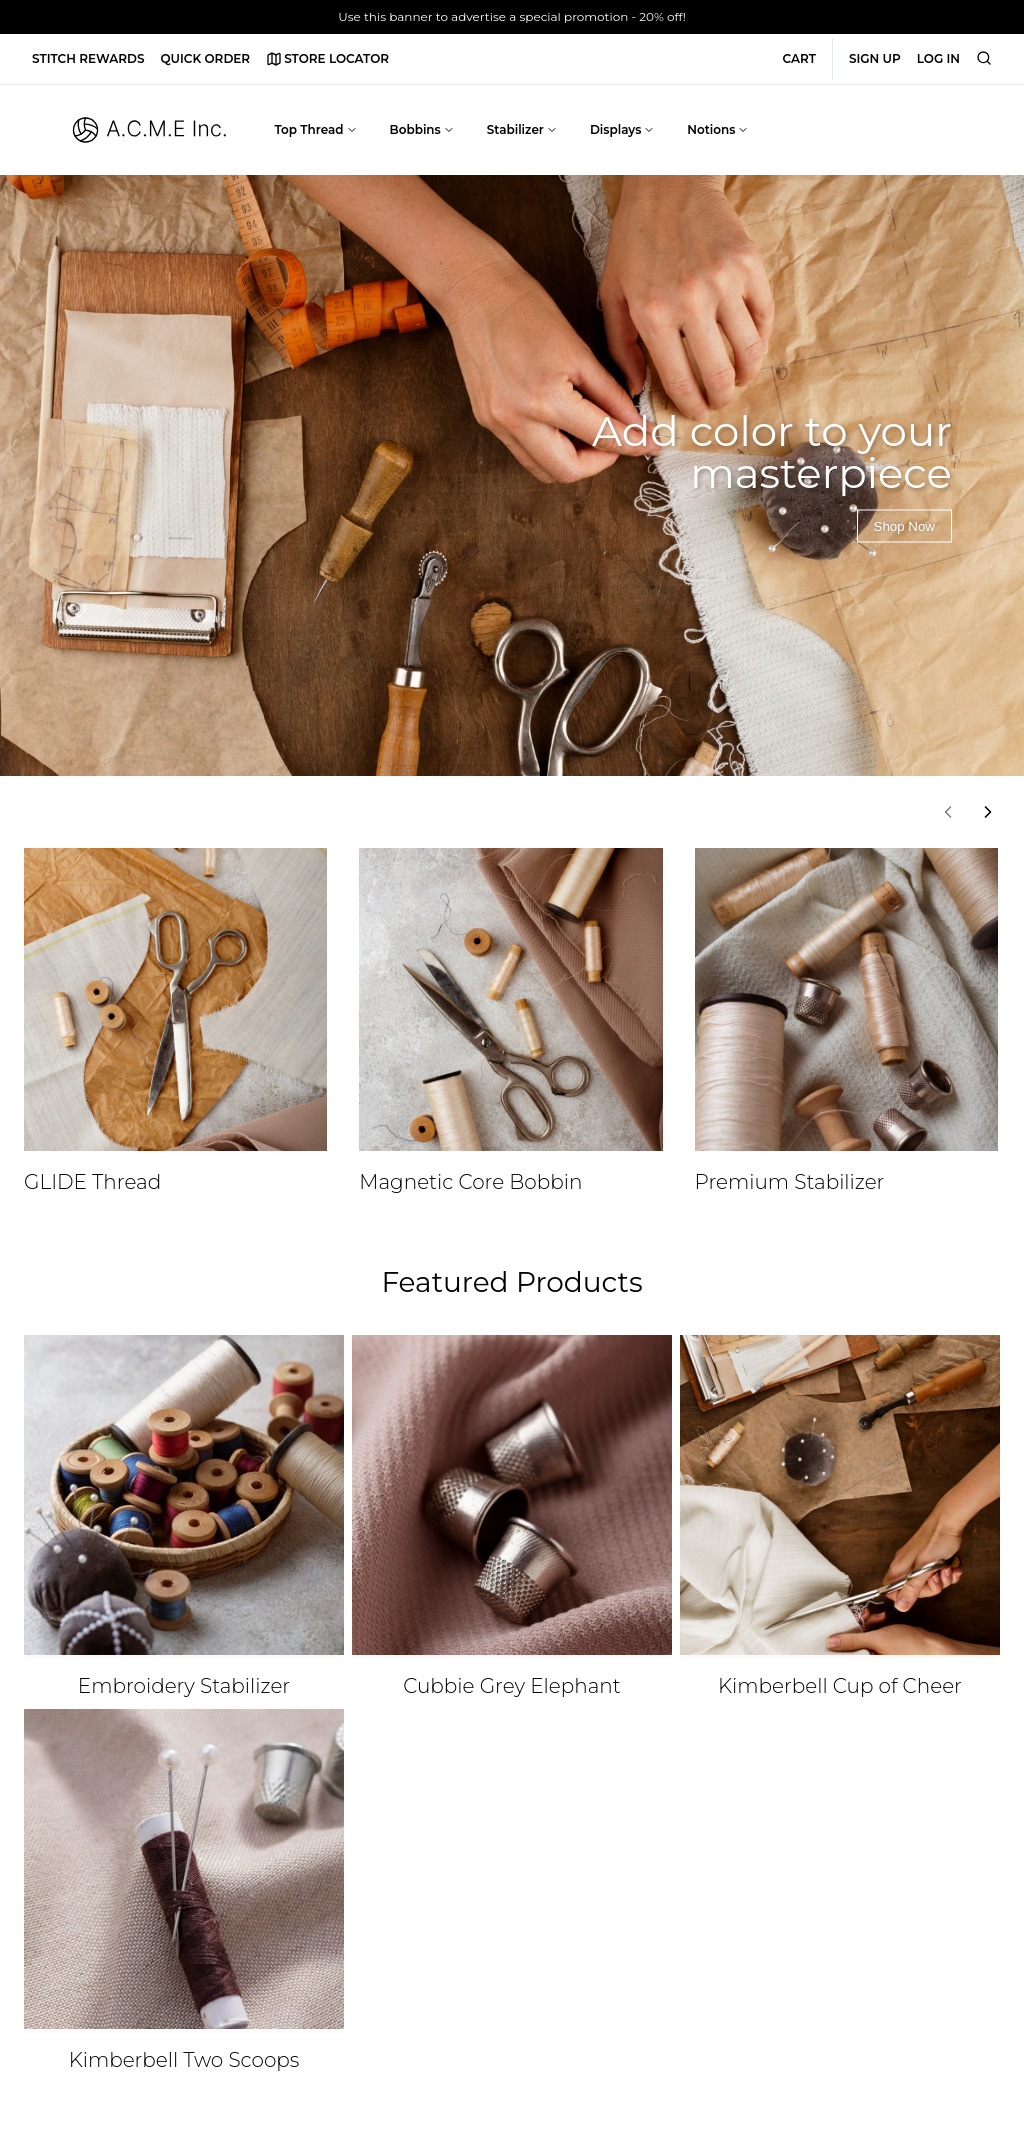 Use this banner to advertise a special promotion - 20% off!
STITCH REWARDS QUICK ORDER STORE LOCATOR CART SIGN UP LOG IN
A.C.M.E Inc. Top Thread Bobbins Stabilizer Displays Notions
Add color to your
masterpiece
Shop Now
GLIDE Thread Magnetic Core Bobbin Premium Stabilizer
Featured Products
Embroidery Stabilizer Cubbie Grey Elephant Kimberbell Cup of Cheer
Kimberbell Two Scoops